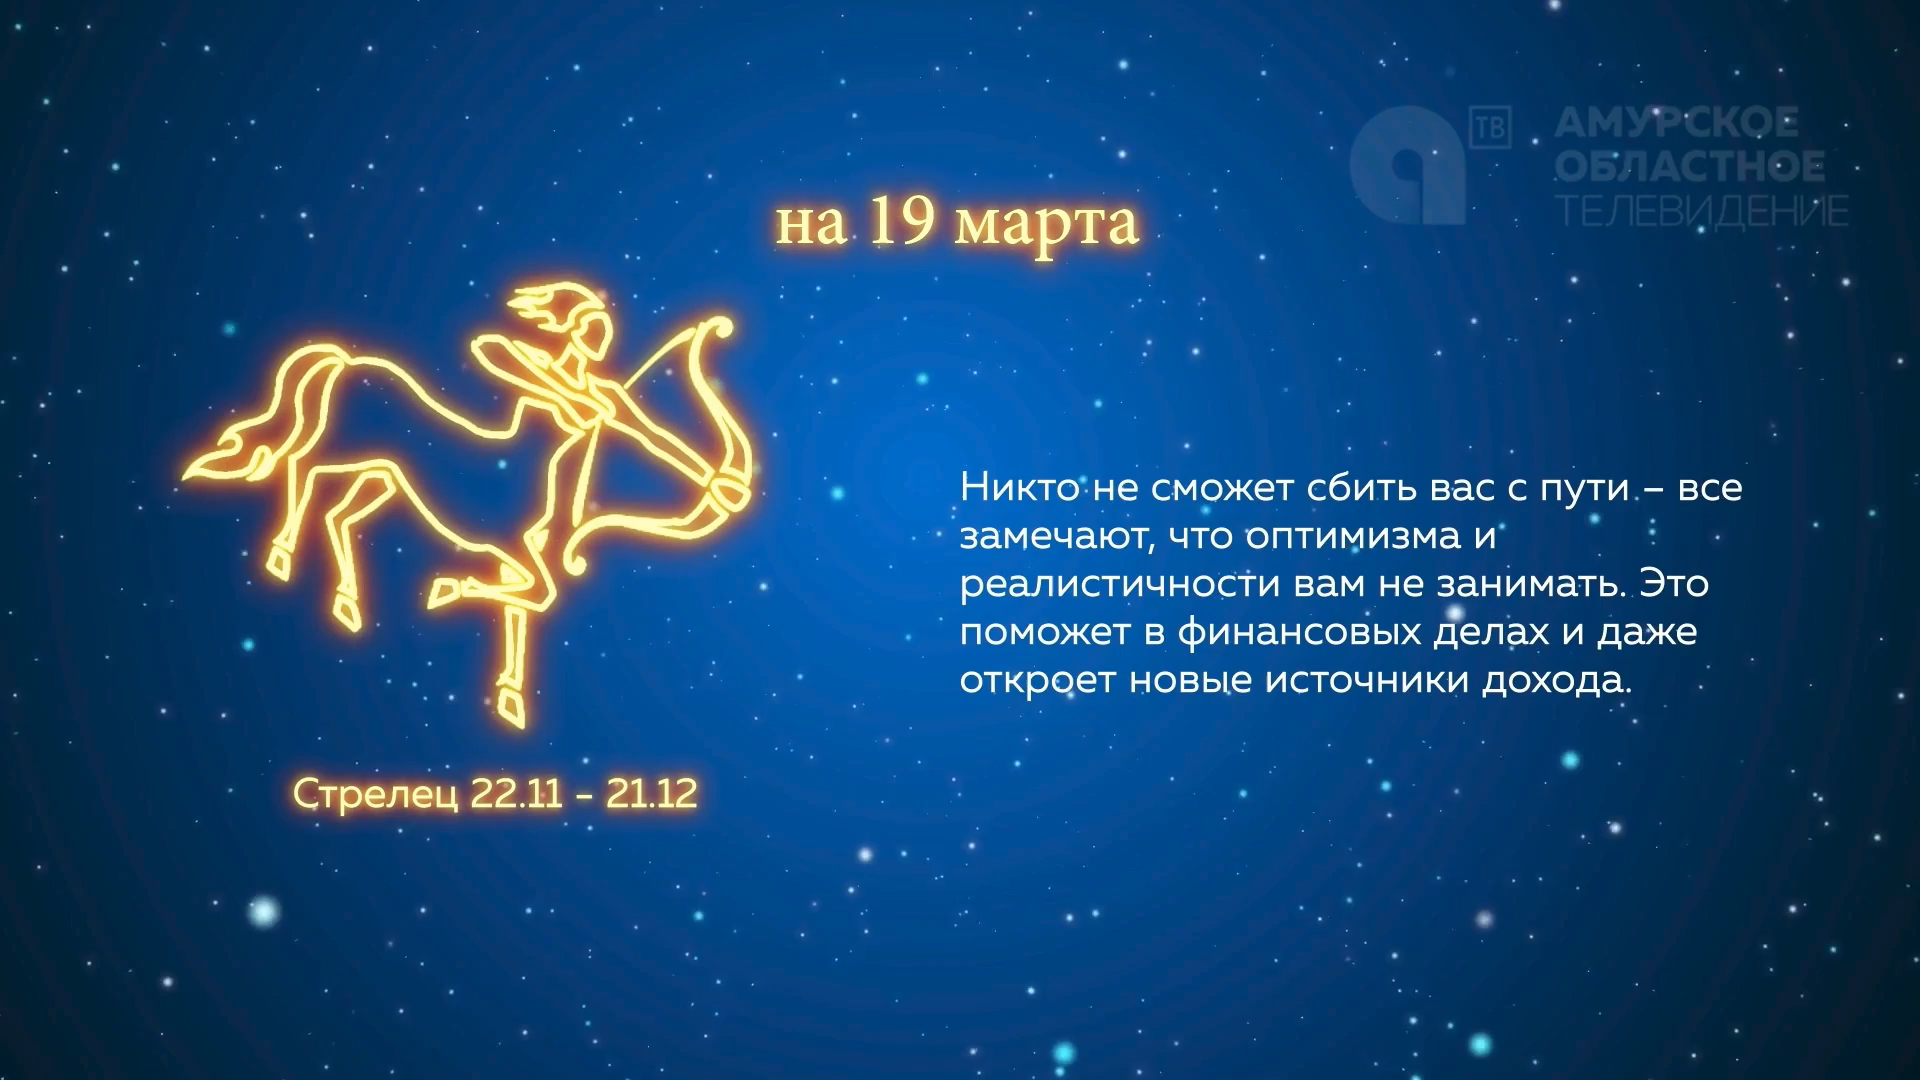 ТВ
АМУРСКОЕ
ОБЛАСТНОЕ
ТЕЛЕВИДЕНИЕ
на 19 марта
Никто не сможет сбить вас с пути – все
замечают, что оптимизма и
реалистичности вам не занимать. Это
поможет в финансовых делах и даже
откроет новые источники дохода.
Стрелец 22.11 – 21.12